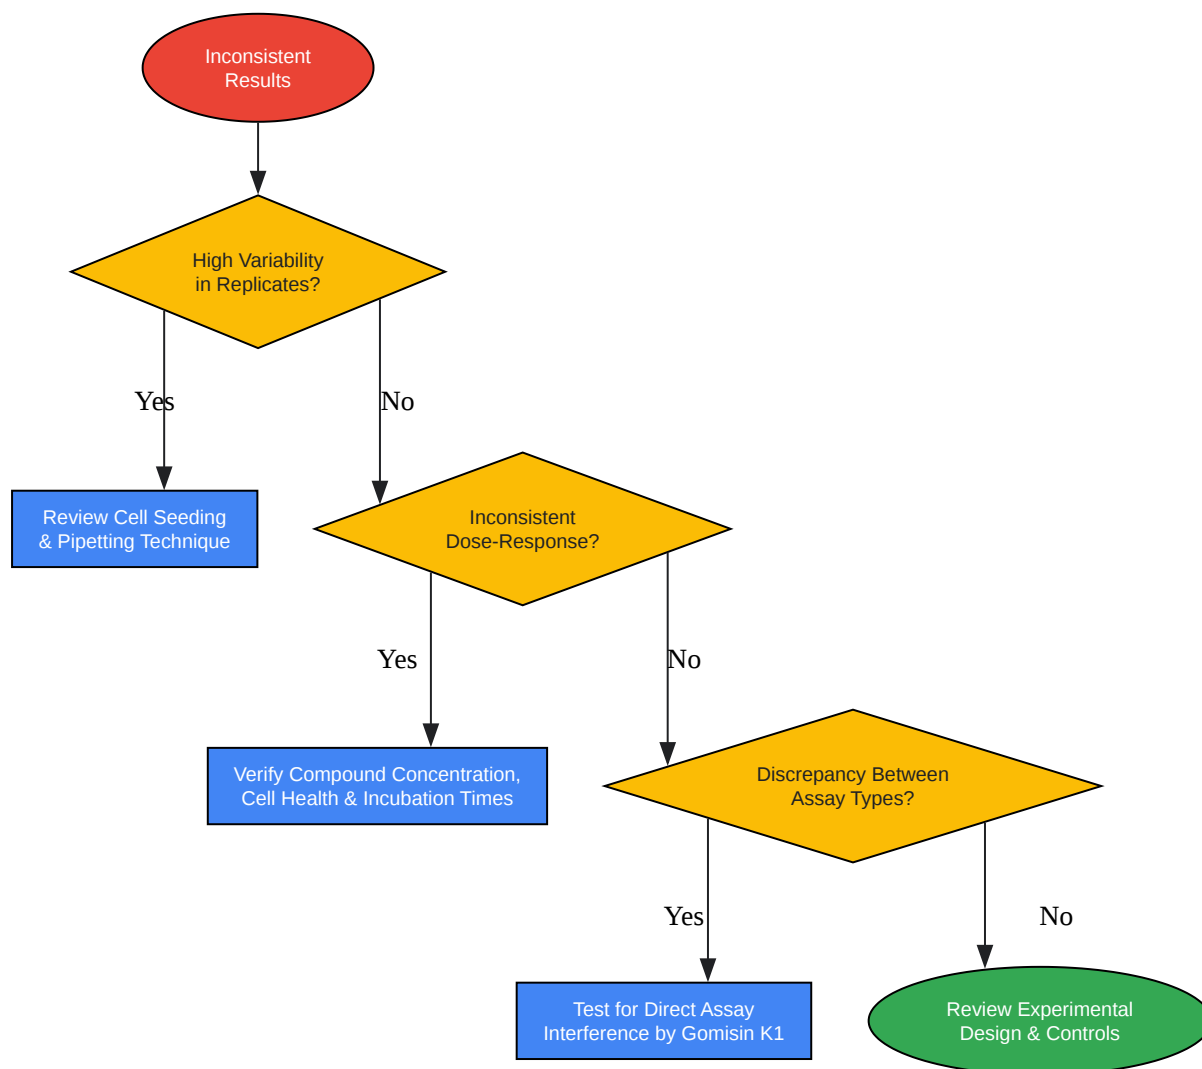 Inconsistent
Results
High Variability
in Replicates?
Yes
No
Review Cell Seeding
& Pipetting Technique
Inconsistent
Dose-Response?
Yes
No
Verify Compound Concentration,
Cell Health & Incubation Times
Discrepancy Between
Assay Types?
Yes
No
Test for Direct Assay
Interference by Gomisin K1
Review Experimental
Design & Controls